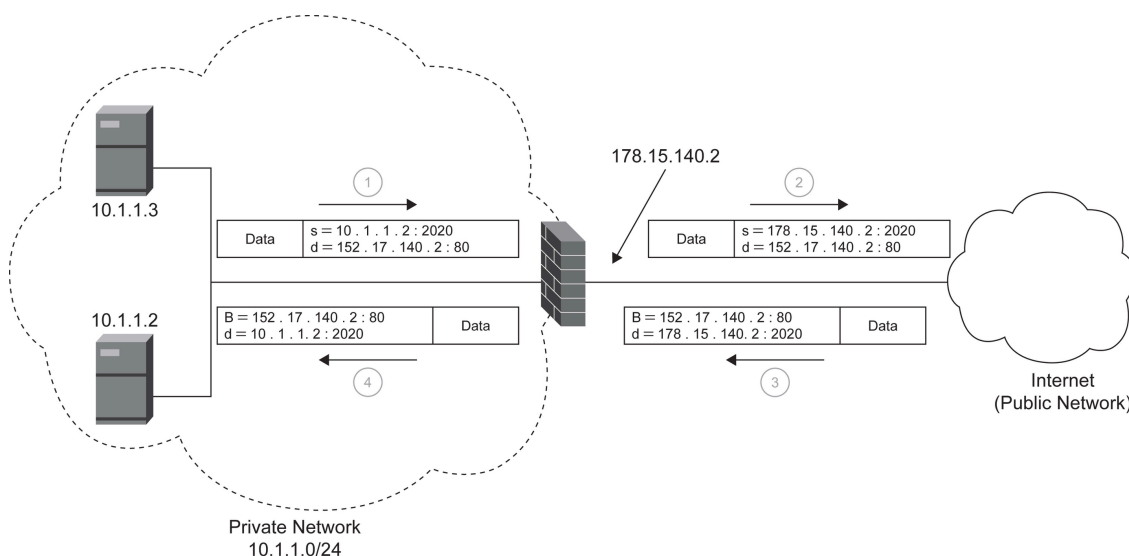 178.15.140.2
1
2
10.1.1.3
Data
s = 10 . 1 . 1 . 2 : 2020
d = 152 . 17 . 140 . 2 : 80
Data
s = 178 . 15 . 140 . 2 : 2020
d = 152 . 17 . 140 . 2 : 80
10.1.1.2
B = 152 . 17 . 140 . 2 : 80
d = 10 . 1 . 1. 2 : 2020
Data
B = 152 . 17 . 140 . 2 : 80
d = 178 . 15 . 140. 2 : 2020
Data
4
3
Internet
(Public Network)
Private Network
10.1.1.0/24